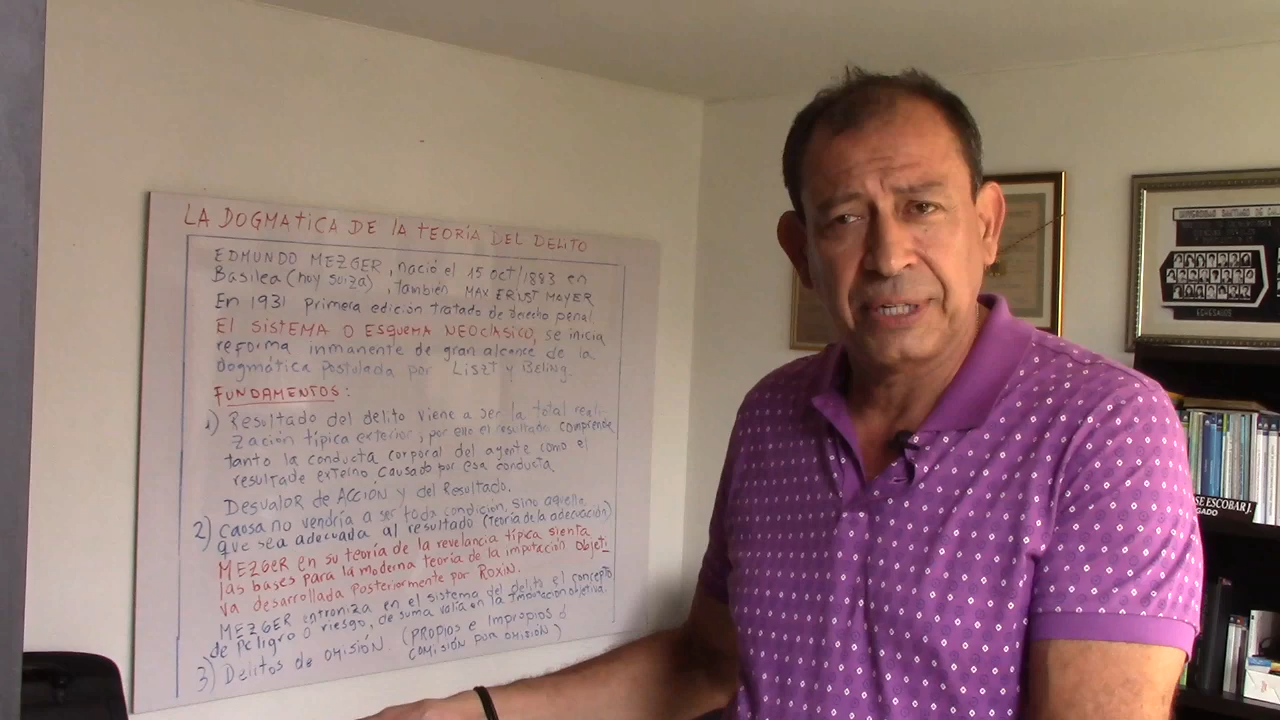 LA DOGMATICA DE LA TEORÍA DEL DELITO
EDMUNDO MEZGER, nació el 15 oct/1883 en
Basilea (hoy suiza), también MAX ERNST MAYER
En 1931 primera edición tratado de derecho penal
El SISTEMA O ESQUEMA NEOCLASICO, se inicia
reforma inmanente de gran alcance de la
dogmática postulada por Liszt y Beling.
FUNDAMENTOS:
1) Resultado del delito viene a ser la total reali-
zación típica exterior, por ello el resultado comprende
tanto la conducta corporal del agente como el
resultado externo causado por esa conducta.
Desvalor de ACCIÓN y del Resultado.
2) Causa no vendría a ser toda condición, sino aquella
que sea adecuada al resultado (Teoría de la adecuación)
MEZGER en su teoría de la revelancia típica sienta
las bases para la moderna teoría de la imputación objeti
va desarrollada posteriormente por ROXIN.
MEZGER entroniza en el sistema del delito el concepto
de peligro o riesgo, de suma valía en la imputación objetiva.
3) Delitos de omisión (PROPIOS e Impropios ó
comisión por omisión)
EGRESADOS
SE ESCOBAR J.
GADO